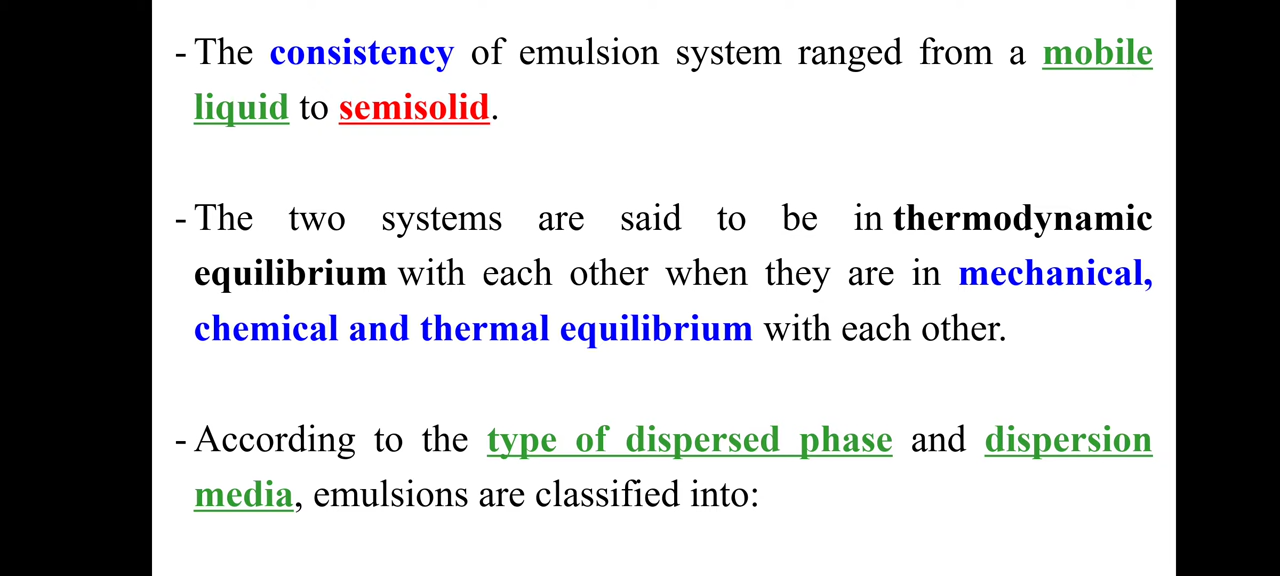 - The consistency of emulsion system ranged from a mobile
liquid to semisolid.
- The two systems are said to be in thermodynamic
equilibrium with each other when they are in mechanical,
chemical and thermal equilibrium with each other.
- According to the type of dispersed phase and dispersion
media, emulsions are classified into: